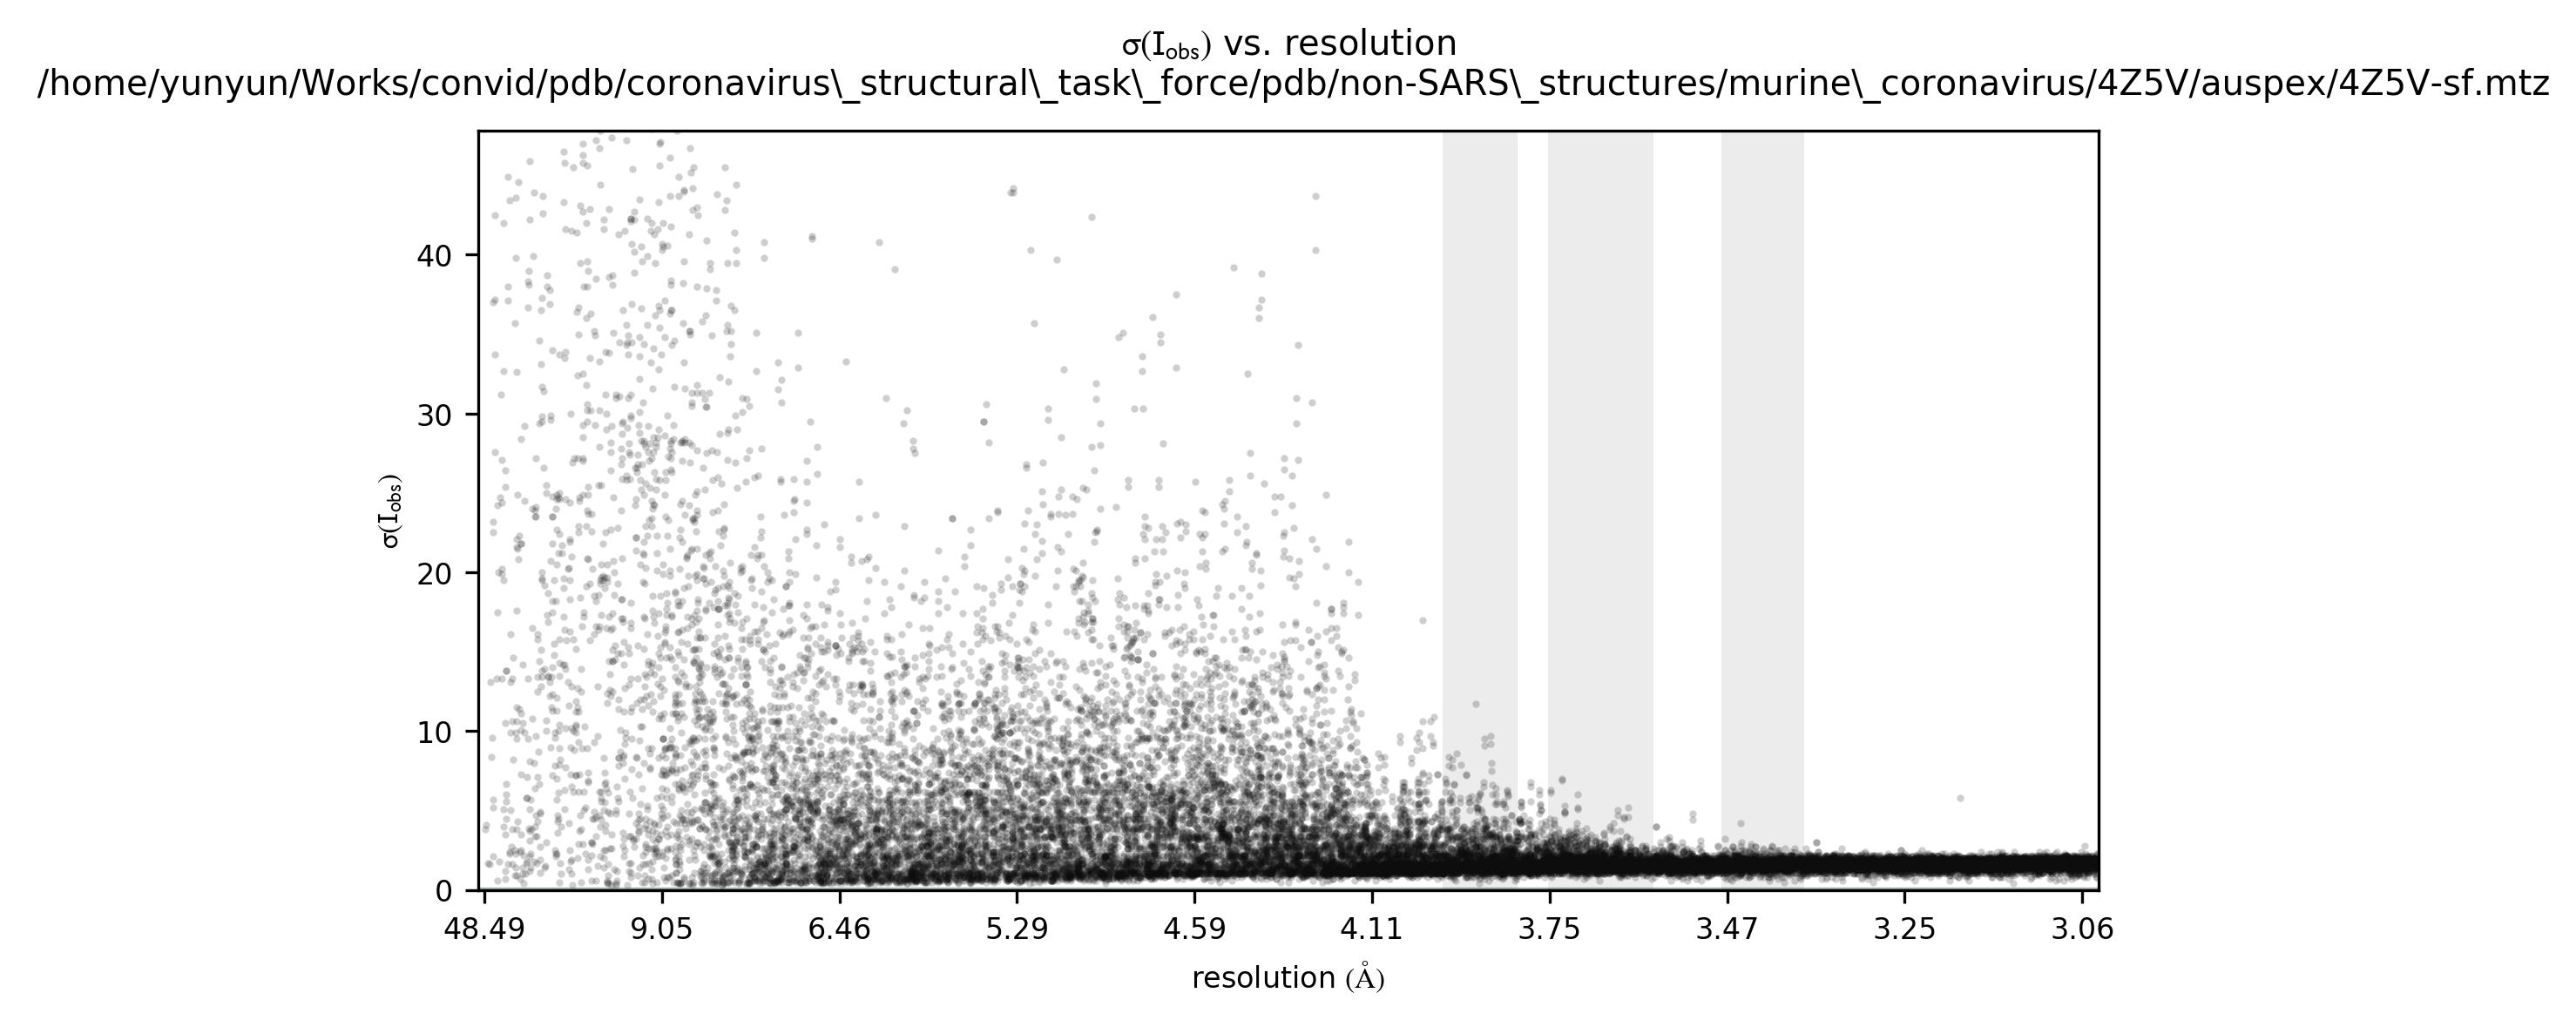 σ(I_obs) vs. resolution
/home/yunyun/Works/convid/pdb/coronavirus\_structural\_task\_force/pdb/non-SARS\_structures/murine\_coronavirus/4Z5V/auspex/4Z5V-sf.mtz
σ(I_obs)
40
30
20
10
0
48.49 9.05 6.46 5.29 4.59 4.11 3.75 3.47 3.25 3.06
resolution (Å)